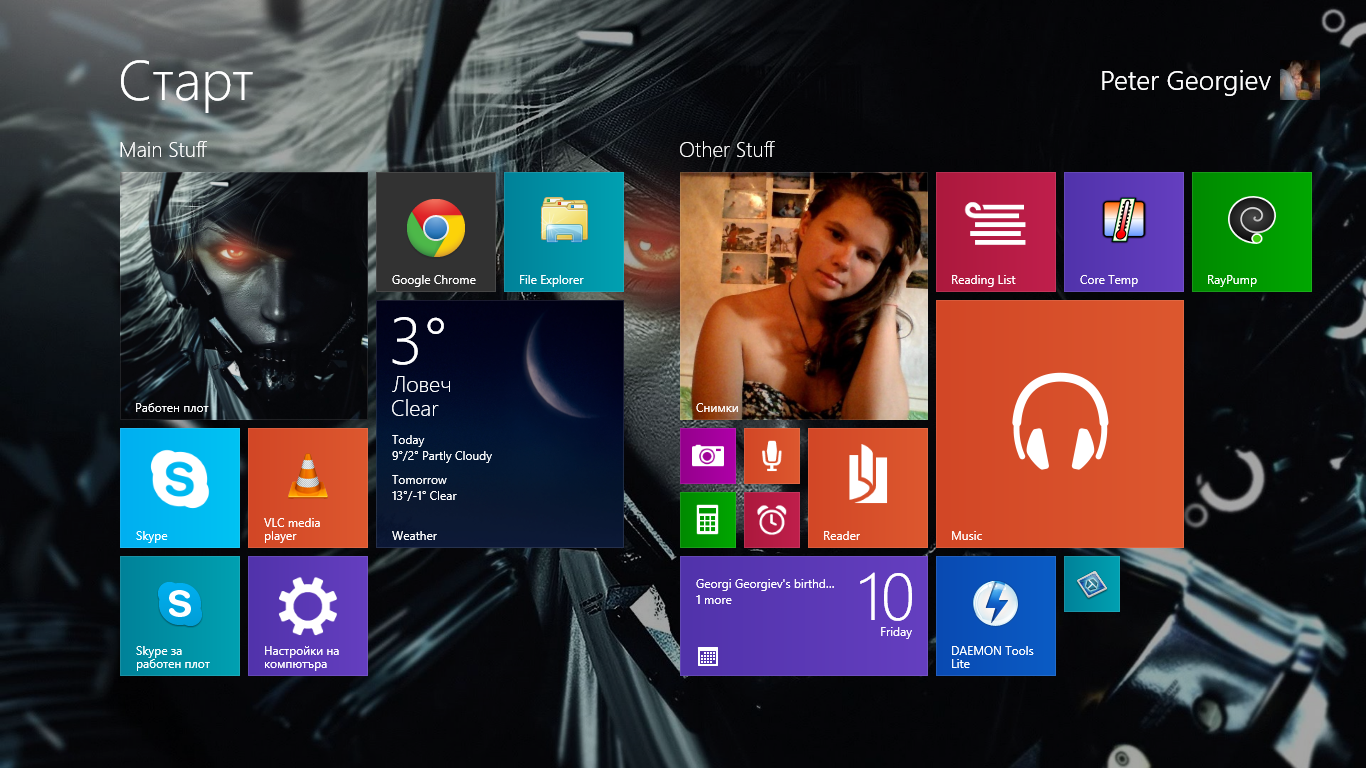 Старт
Peter Georgiev
Main Stuff
Работен плот
Google Chrome
File Explorer
3°
Ловеч
Clear
Today
9°/2° Partly Cloudy
Tomorrow
13°/-1° Clear
Weather
Skype
VLC media
player
Skype за
работен плот
Настройки на
компютъра
Other Stuff
Снимки
Reading List
Core Temp
RayPump
Reader
Music
Georgi Georgiev's birthd...
1 more
10
Friday
DAEMON Tools
Lite